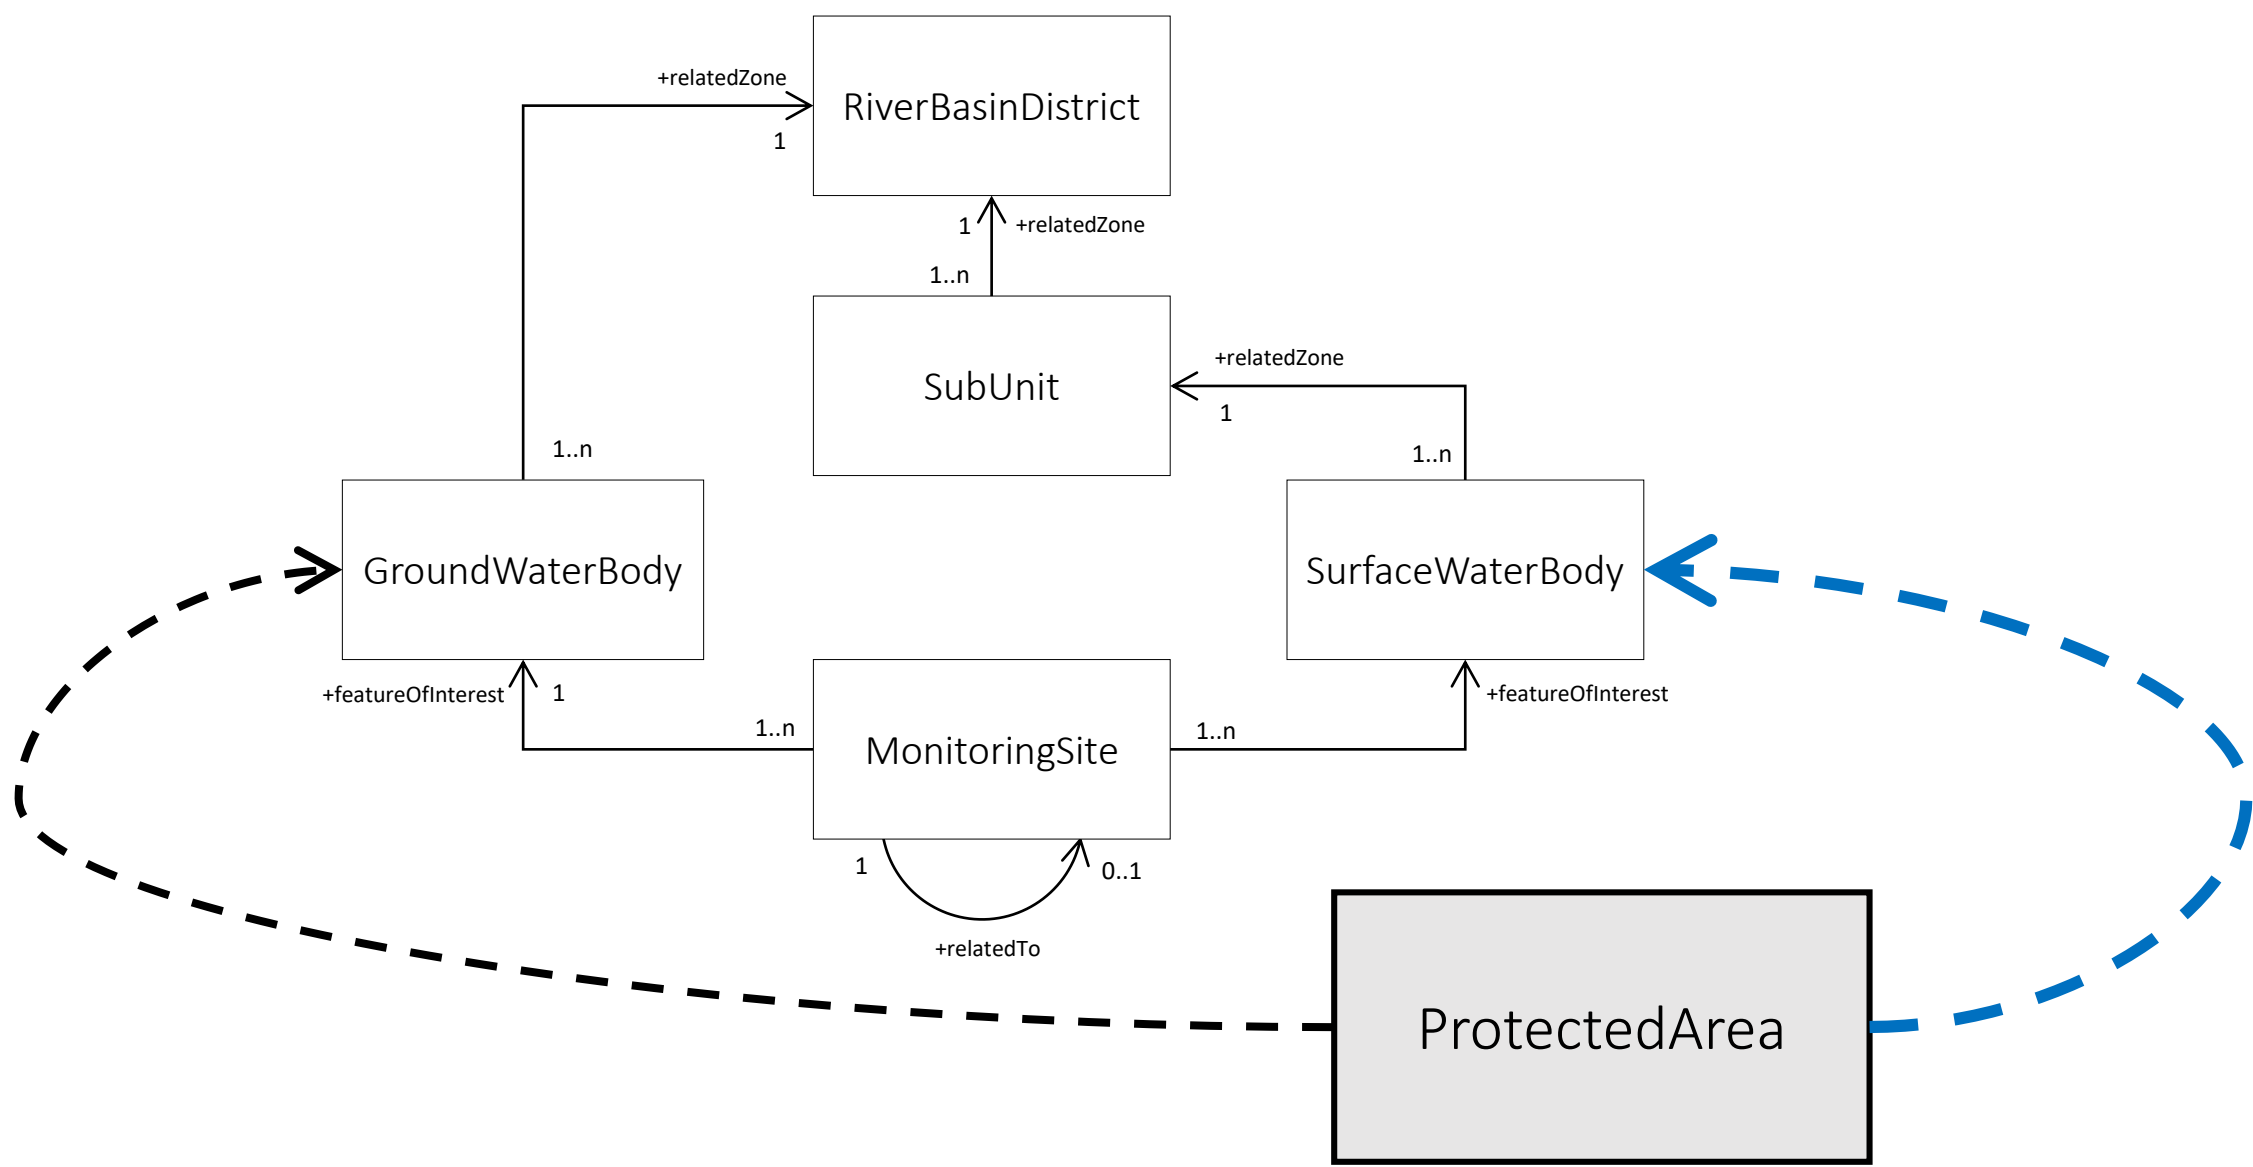 +relatedZone
RiverBasinDistrict
1
1
+relatedZone
1..n
+relatedZone
SubUnit
1
1..n
1..n
GroundWaterBody
SurfaceWaterBody
+featureOfInterest
1
+featureOfInterest
1..n
1..n
MonitoringSite
1
0..1
+relatedTo
ProtectedArea